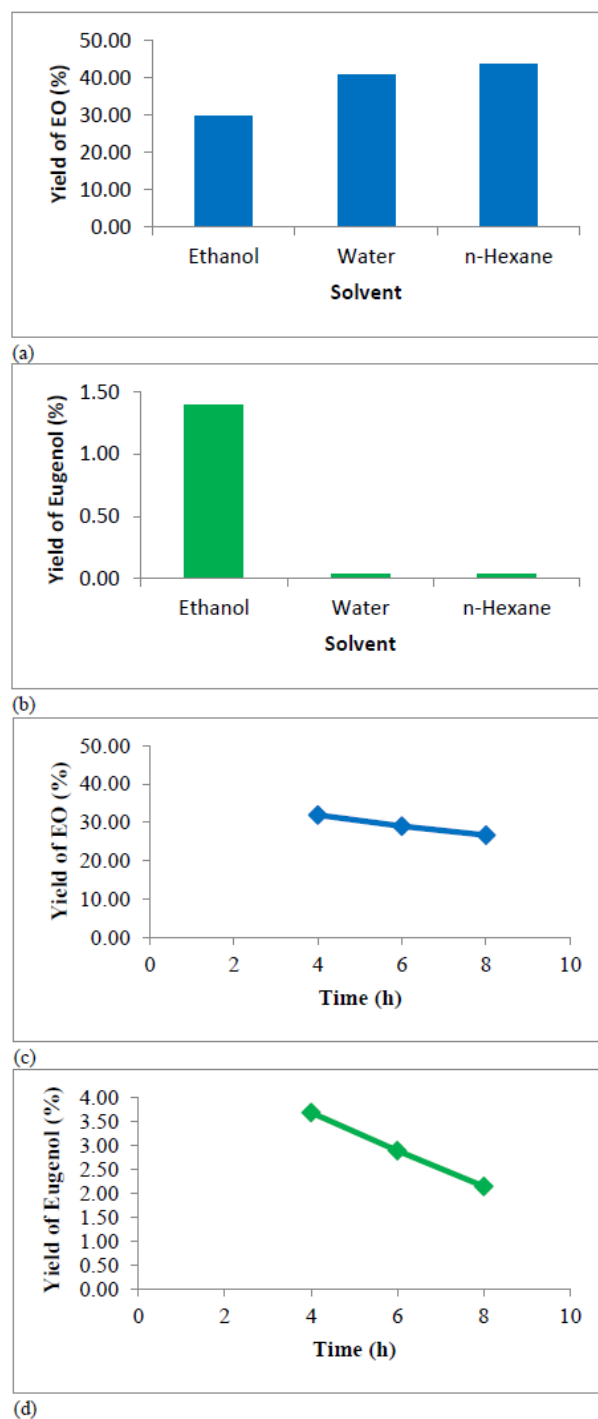 50.00
40.00
30.00
20.00
10.00
0.00
Yield of EO (%)
Ethanol Water n-Hexane
Solvent
(a)
1.50
1.00
0.50
0.00
Yield of Eugenol (%)
Ethanol Water n-Hexane
Solvent
(b)
50.00
40.00
30.00
20.00
10.00
0.00
Yield of EO (%)
0 2 4 6 8 10
Time (h)
(c)
4.00
3.50
3.00
2.50
2.00
1.50
1.00
0.50
0.00
Yield of Eugenol (%)
0 2 4 6 8 10
Time (h)
(d)